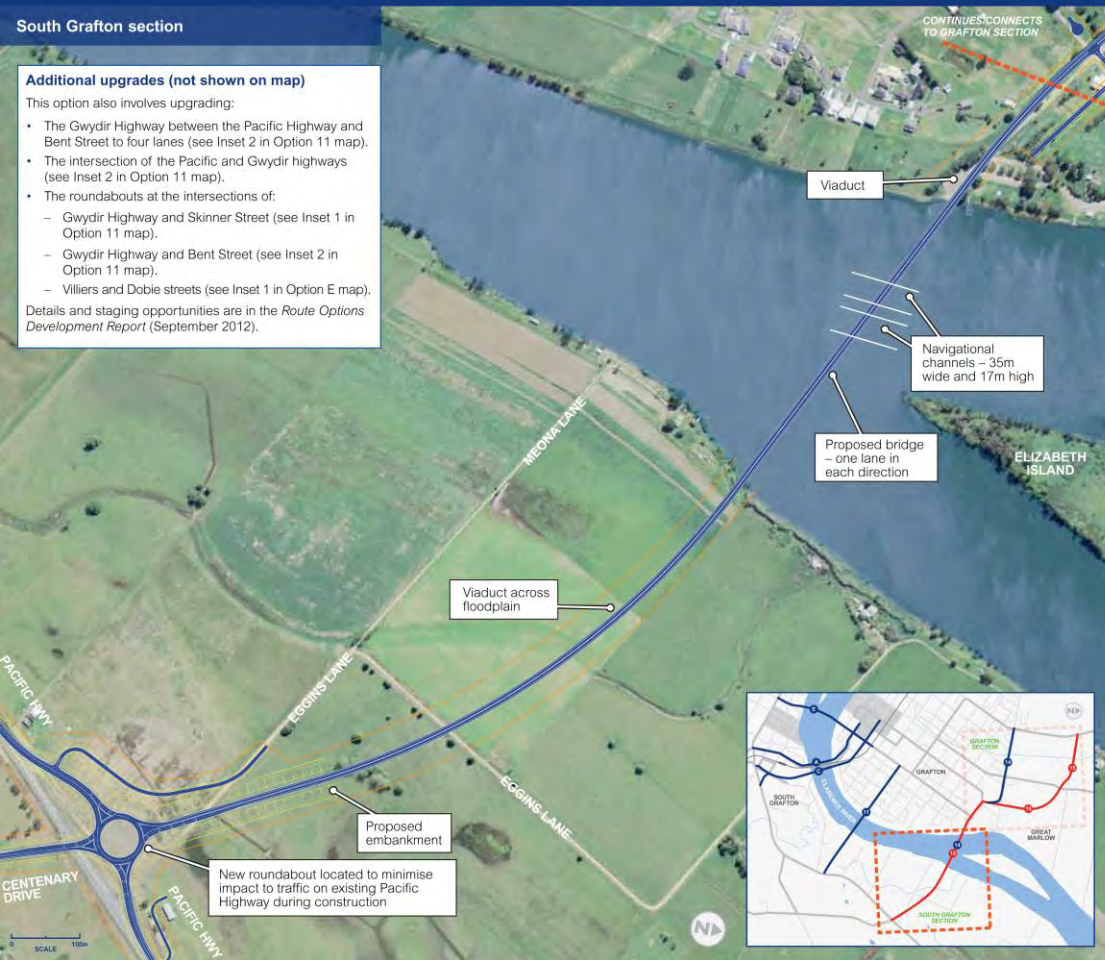 South Grafton section
CONTINUES/CONNECTS
TO GRAFTON SECTION
Additional upgrades (not shown on map)
This option also involves upgrading:
• The Gwydir Highway between the Pacific Highway and
Bent Street to four lanes (see Inset 2 in Option 11 map).
• The intersection of the Pacific and Gwydir highways
(see Inset 2 in Option 11 map).
• The roundabouts at the intersections of:
– Gwydir Highway and Skinner Street (see Inset 1 in
Option 11 map).
– Gwydir Highway and Bent Street (see Inset 2 in
Option 11 map).
– Villiers and Dobie streets (see Inset 1 in Option E map).
Details and staging opportunities are in the Route Options
Development Report (September 2012).
Viaduct
Navigational
channels – 35m
wide and 17m high
Proposed bridge
– one lane in
each direction
ELIZABETH
ISLAND
MEONA LANE
Viaduct across
floodplain
PACIFIC HWY
EGGINS LANE
EGGINS LANE
Proposed
embankment
New roundabout located to minimise
impact to traffic on existing Pacific
Highway during construction
CENTENARY
DRIVE
PACIFIC HWY
0 100m
SCALE
N
N
E
A
C
11
14
15
15
14
15
GRAFTON
SECTION
GRAFTON
SOUTH
GRAFTON
CLARENCE RIVER
GREAT
MARLOW
SOUTH GRAFTON
SECTION